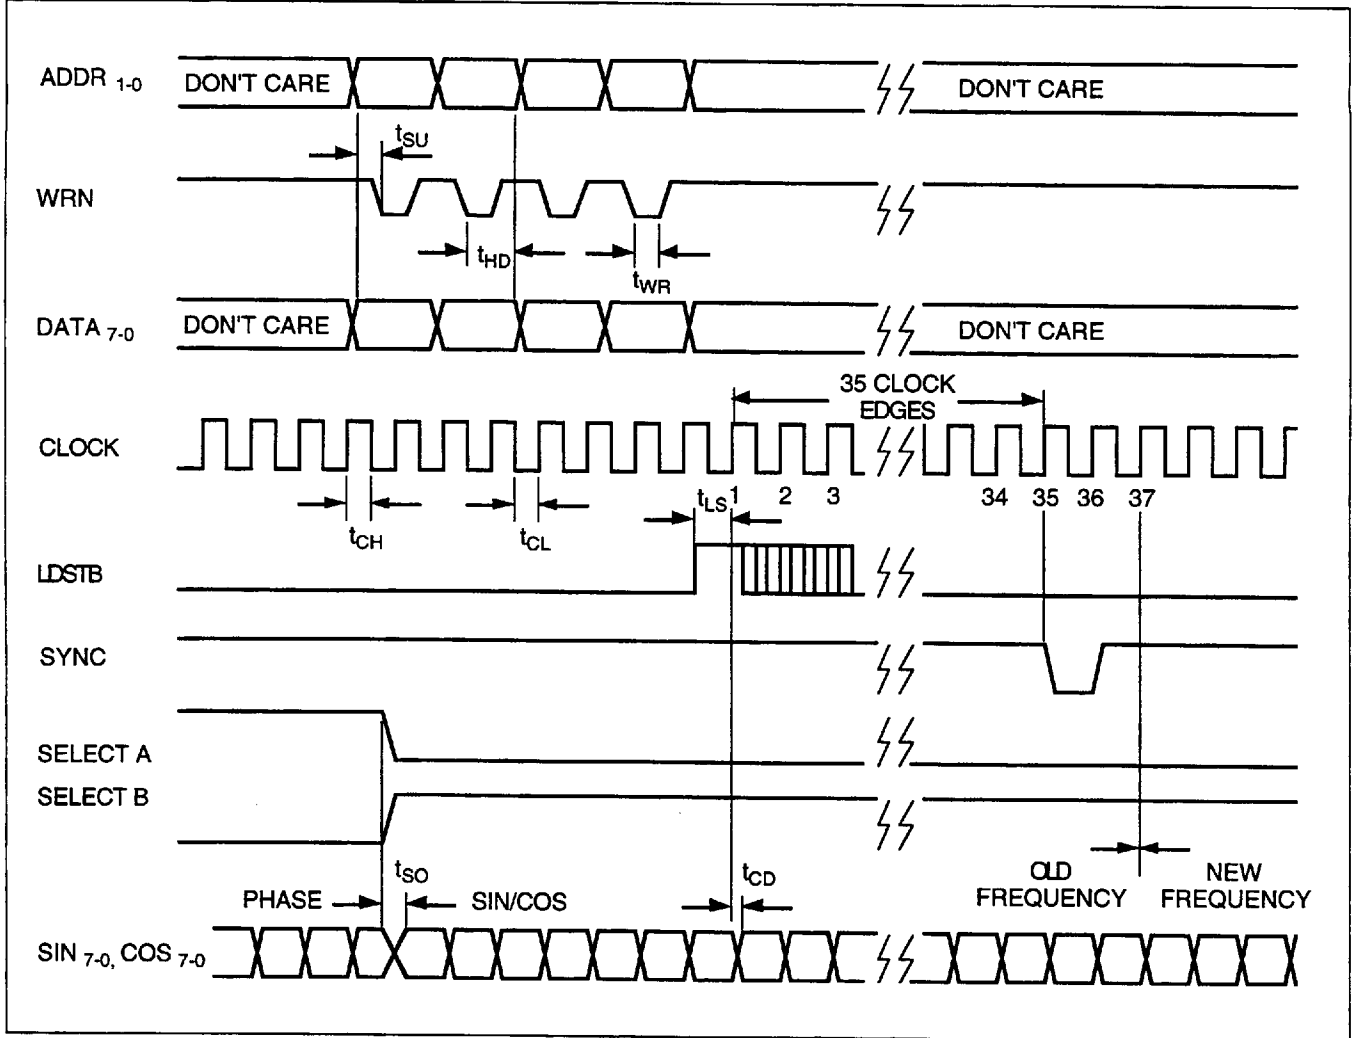 ADDR 1-0 DON'T CARE DON'T CARE
tSU
WRN
tHD
tWR
DATA 7-0 DON'T CARE DON'T CARE
35 CLOCK
EDGES
CLOCK
tLS 1 2 3 34 35 36 37
tCH tCL
LDSTB
SYNC
SELECT A
SELECT B
tSO tCD OLD NEW
PHASE SIN/COS FREQUENCY FREQUENCY
SIN 7-0, COS 7-0